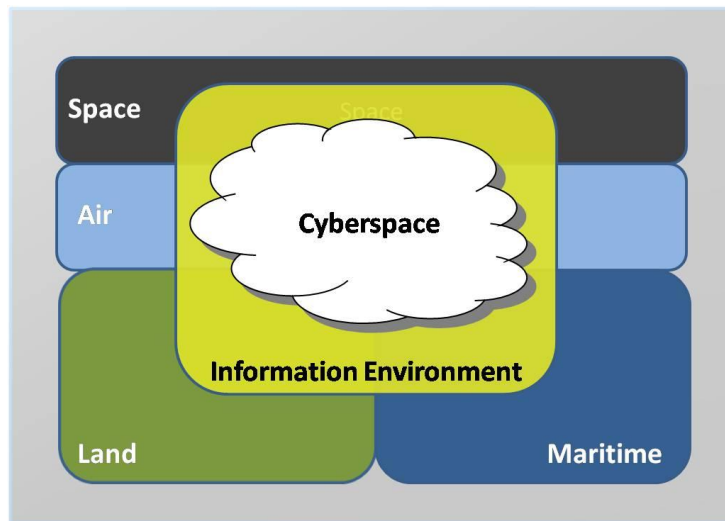 Space
Space
Air
Cyberspace
Information Environment
Land
Maritime